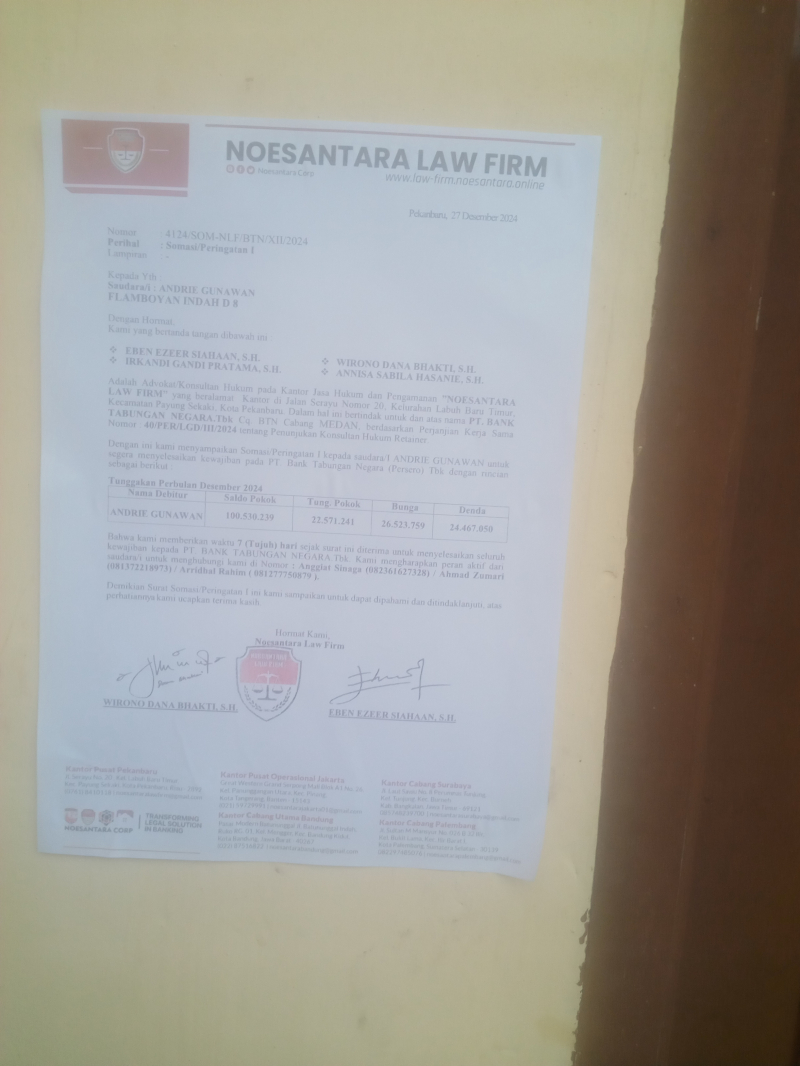 NOESANTARA LAW FIRM
Noesantara Corp
www.law-firm.noesantara.online
Pekanbaru, 27 Desember 2024
Nomor : 4124/SOM-NLF/BTN/XII/2024
Perihal : Somasi/Peringatan I
Lampiran : -
Kepada Yth :
Saudara/i : ANDRIE GUNAWAN
FLAMBOYAN INDAH D 8
Dengan Hormat,
Kami yang bertanda tangan dibawah ini :
❖ EBEN EZEER SIAHAAN, S.H. ❖ WIRONO DANA BHAKTI, S.H.
❖ IRKANDI GANDI PRATAMA, S.H. ❖ ANNISA SABILA HASANIE, S.H.
Adalah Advokat/Konsultan Hukum pada Kantor Jasa Hukum dan Pengamanan "NOESANTARA
LAW FIRM" yang beralamat Kantor di Jalan Serayu Nomor 20, Kelurahan Labuh Baru Timur,
Kecamatan Payung Sekaki, Kota Pekanbaru. Dalam hal ini bertindak untuk dan atas nama PT. BANK
TABUNGAN NEGARA.Tbk Cq. BTN Cabang MEDAN, berdasarkan Perjanjian Kerja Sama
Nomor 40/PER/LGD/III/2024 tentang Penunjukan Konsultan Hukum Retainer.
Dengan ini kami menyampaikan Somasi/Peringatan I kepada saudara/I ANDRIE GUNAWAN untuk
segera menyelesaikan kewajiban pada PT. Bank Tabungan Negara (Persero) Tbk dengan rincian
sebagai berikut :
Tunggakan Perbulan Desember 2024
Nama Debitur Saldo Pokok Tung. Pokok Bunga Denda
ANDRIE GUNAWAN 100.530.239 22.571.241 26.523.759 24.467.050
Bahwa kami memberikan waktu 7 (Tujuh) hari sejak surat ini diterima untuk menyelesaikan seluruh
kewajiban kepada PT. BANK TABUNGAN NEGARA.Tbk. Kami mengharapkan peran aktif dari
saudara/i untuk menghubungi kami di Nomor : Anggiat Sinaga (082361627328) / Ahmad Zumari
(081372218973) / Arridhal Rahim ( 081277750879 ).
Demikian Surat Somasi/Peringatan I ini kami sampaikan untuk dapat dipahami dan ditindaklanjuti, atas
perhatiannya kami ucapkan terima kasih.
Hormat Kami,
Noesantara Law Firm
NOESANTARA
LAW FIRM
WIRONO DANA BHAKTI, S.H. EBEN EZEER SIAHAAN, S.H.
Kantor Pusat Pekanbaru
Kantor Pusat Operasional Jakarta
Kantor Cabang Surabaya
Kantor Cabang Utama Bandung
Kantor Cabang Palembang
NOESANTARA CORP
TRANSFORMING
LEGAL SOLUTION
IN BANKING